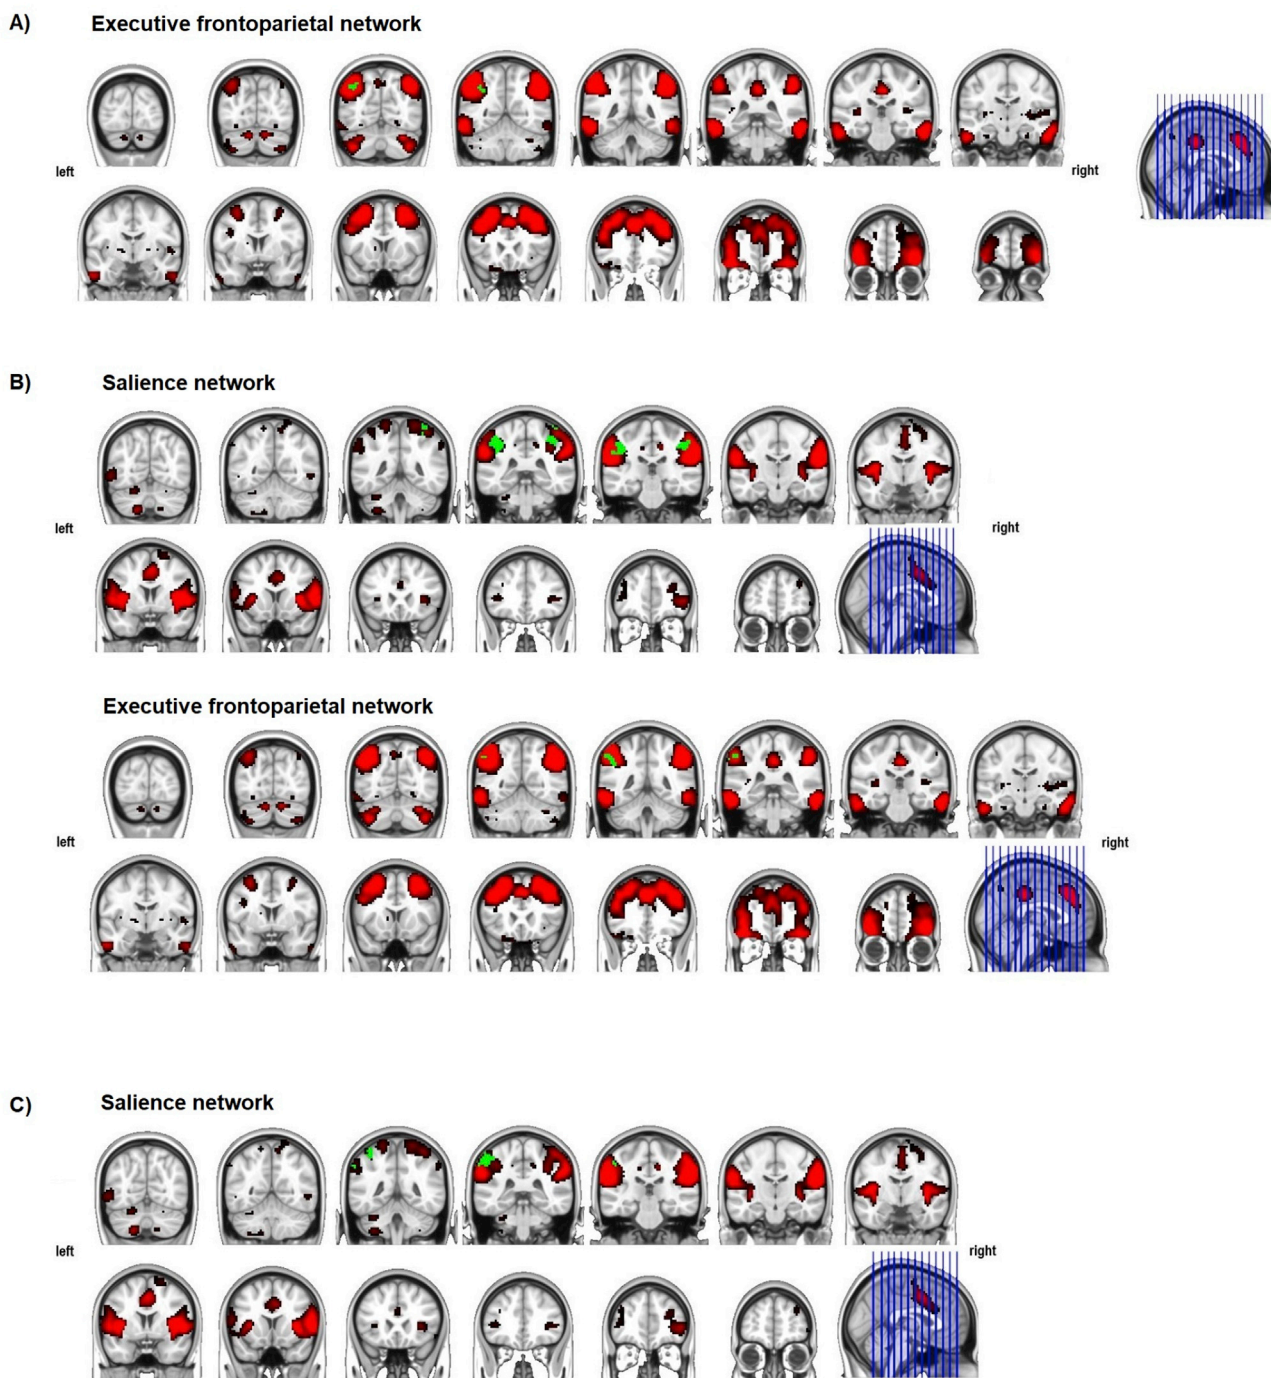 A) Executive frontoparietal network
left
right
B) Salience network
left
right
Executive frontoparietal network
left
right
C) Salience network
left
right